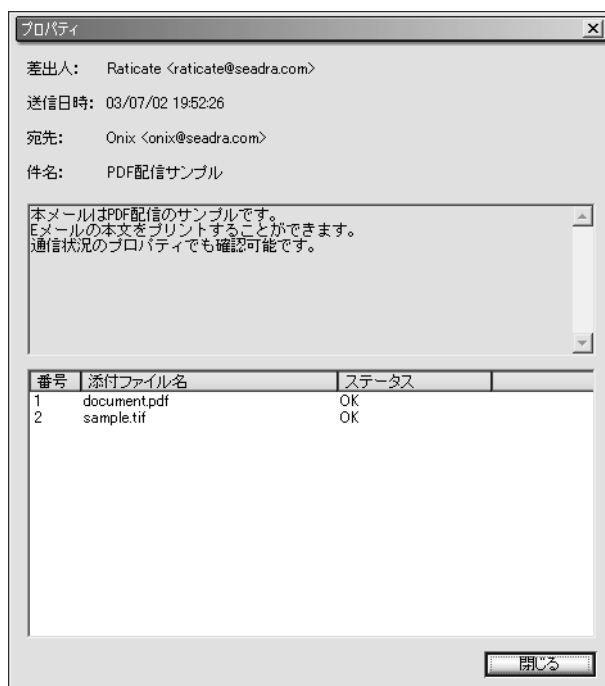 プロパティ
差出人: Raticate <raticate@seadra.com>
送信日時: 03/07/02 19:52:26
宛先: Onix <onix@seadra.com>
件名: PDF配信サンプル
本メールはPDF配信のサンプルです。
Eメールの本文をプリントすることができます。
通信状況のプロパティでも確認可能です。
番号 添付ファイル名 ステータス
1 document.pdf OK
2 sample.tif OK
閉じる